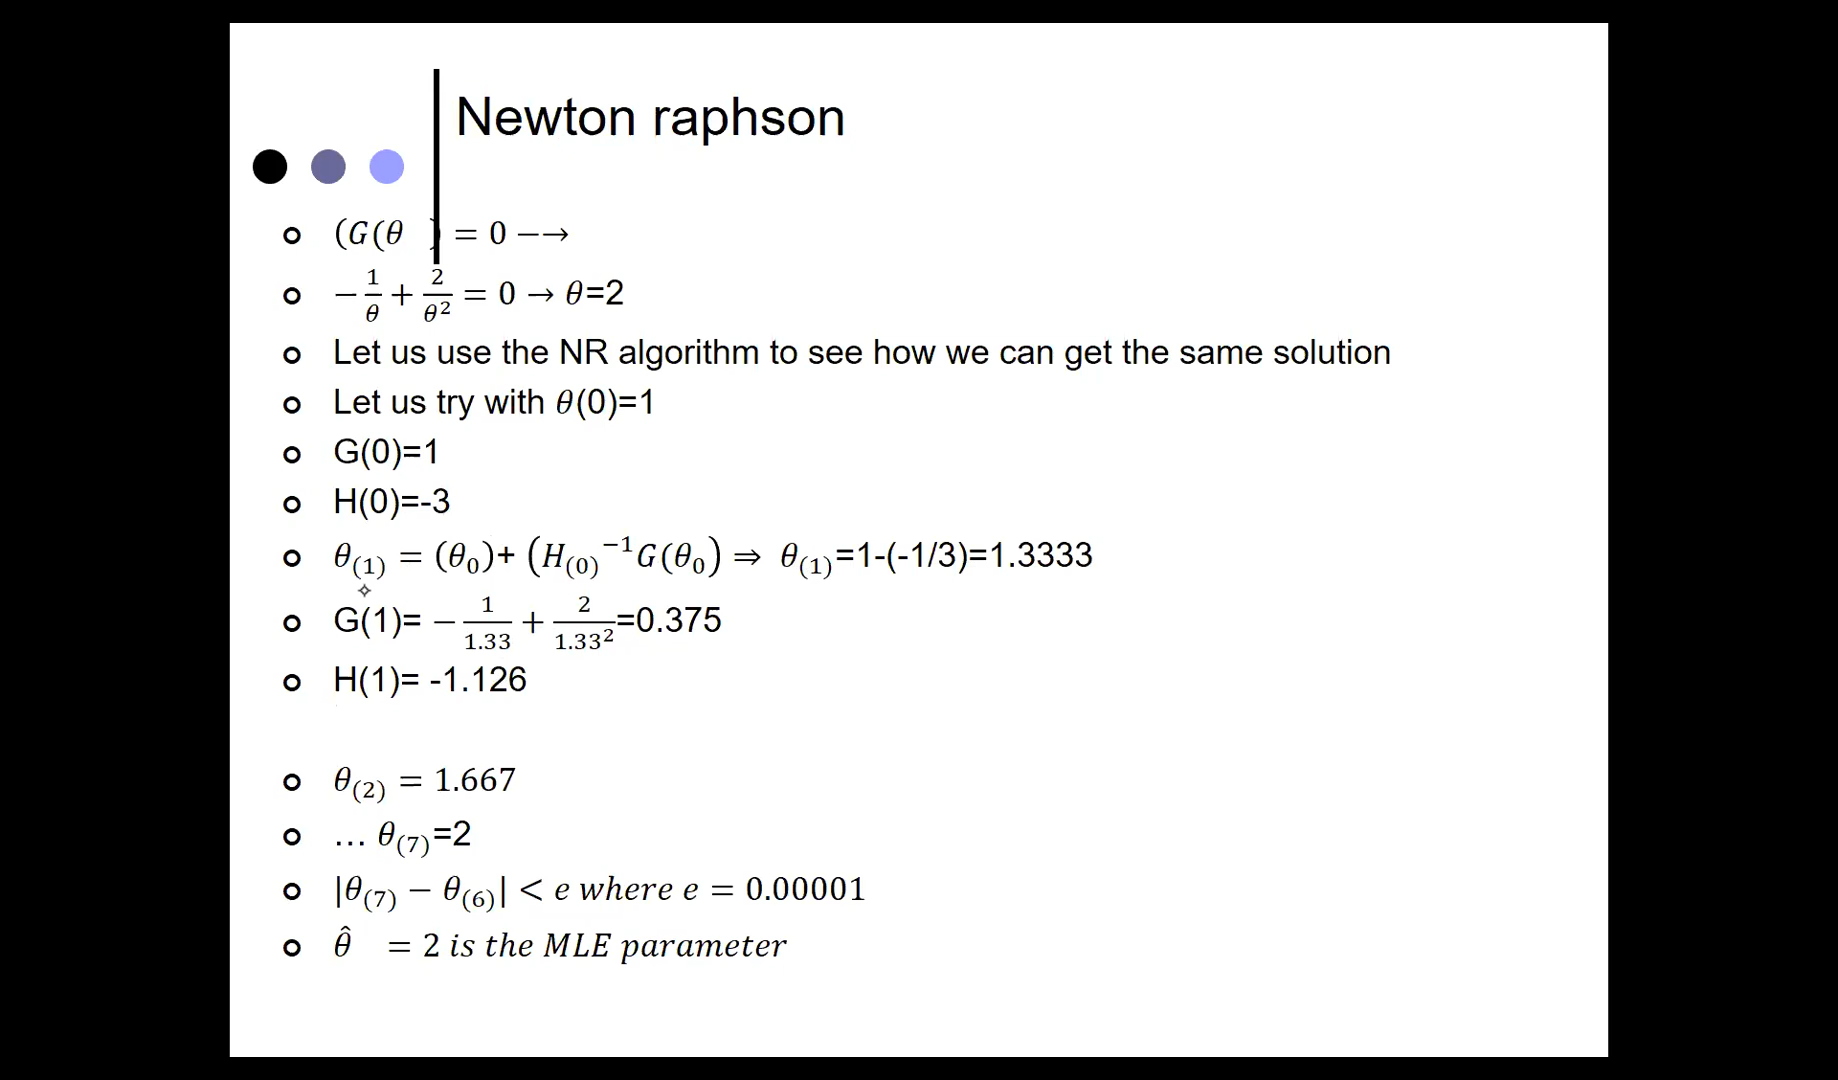 Newton raphson
(G(θ ) = 0 −→
−1/θ + 2/θ² = 0 → θ=2
Let us use the NR algorithm to see how we can get the same solution
Let us try with θ(0)=1
G(0)=1
H(0)=-3
θ₍₁₎ = (θ₀)+ (H₍₀₎⁻¹G(θ₀) ⇒ θ₍₁₎=1-(-1/3)=1.3333
G(1)= −1/1.33 + 2/1.33²=0.375
H(1)= -1.126
θ₍₂₎ = 1.667
… θ₍₇₎=2
|θ₍₇₎ − θ₍₆₎| < e where e = 0.00001
θ̂ = 2 is the MLE parameter